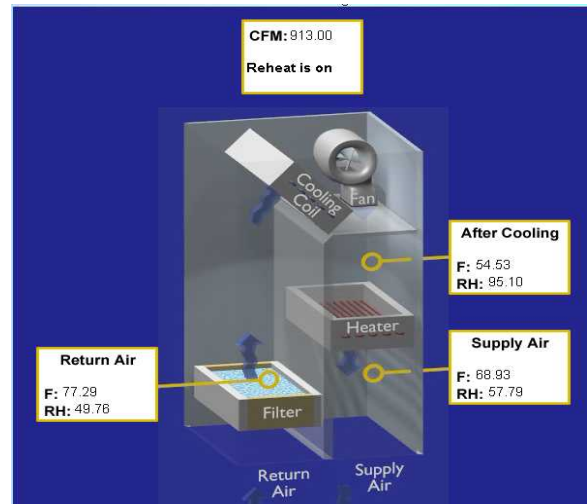 CFM: 913.00
Reheat is on
Cooling
Coil
Fan
After Cooling
F: 54.53
RH: 95.10
Heater
Supply Air
F: 68.93
RH: 57.79
Return Air
F: 77.29
RH: 49.76
Filter
Return
Air
Supply
Air